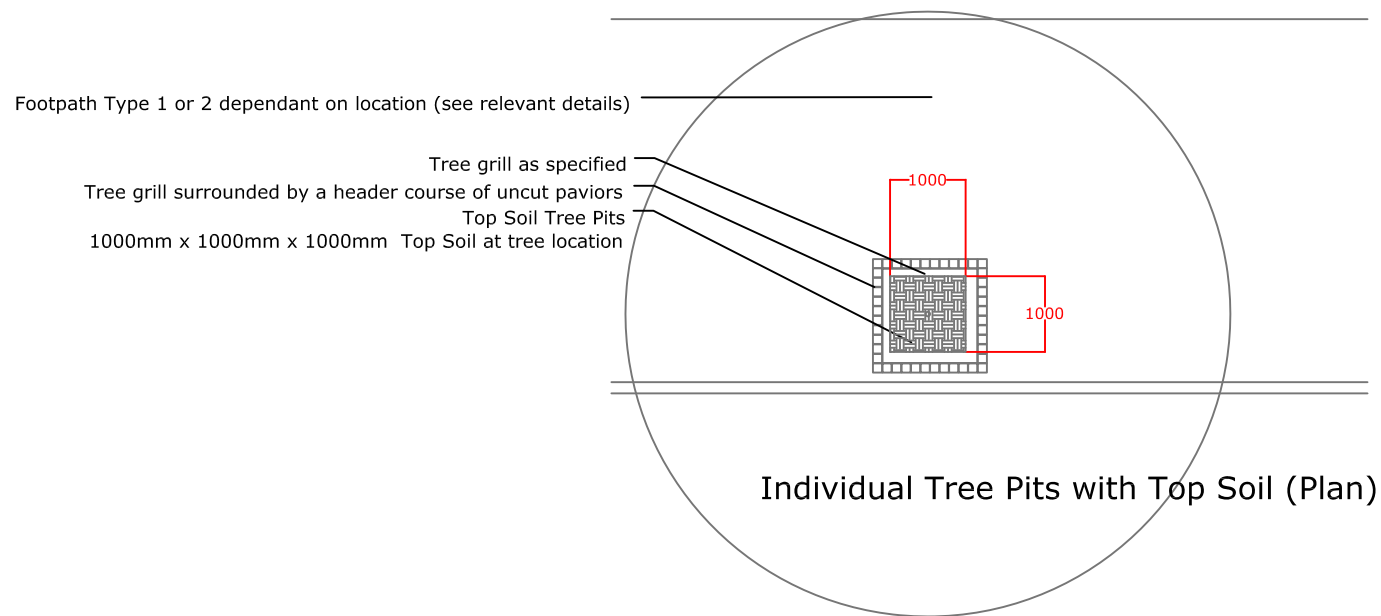 Footpath Type 1 or 2 dependant on location (see relevant details)
Tree grill as specified
1000
Tree grill surrounded by a header course of uncut paviors
Top Soil Tree Pits
1000mm x 1000mm x 1000mm Top Soil at tree location
1000
Individual Tree Pits with Top Soil (Plan)